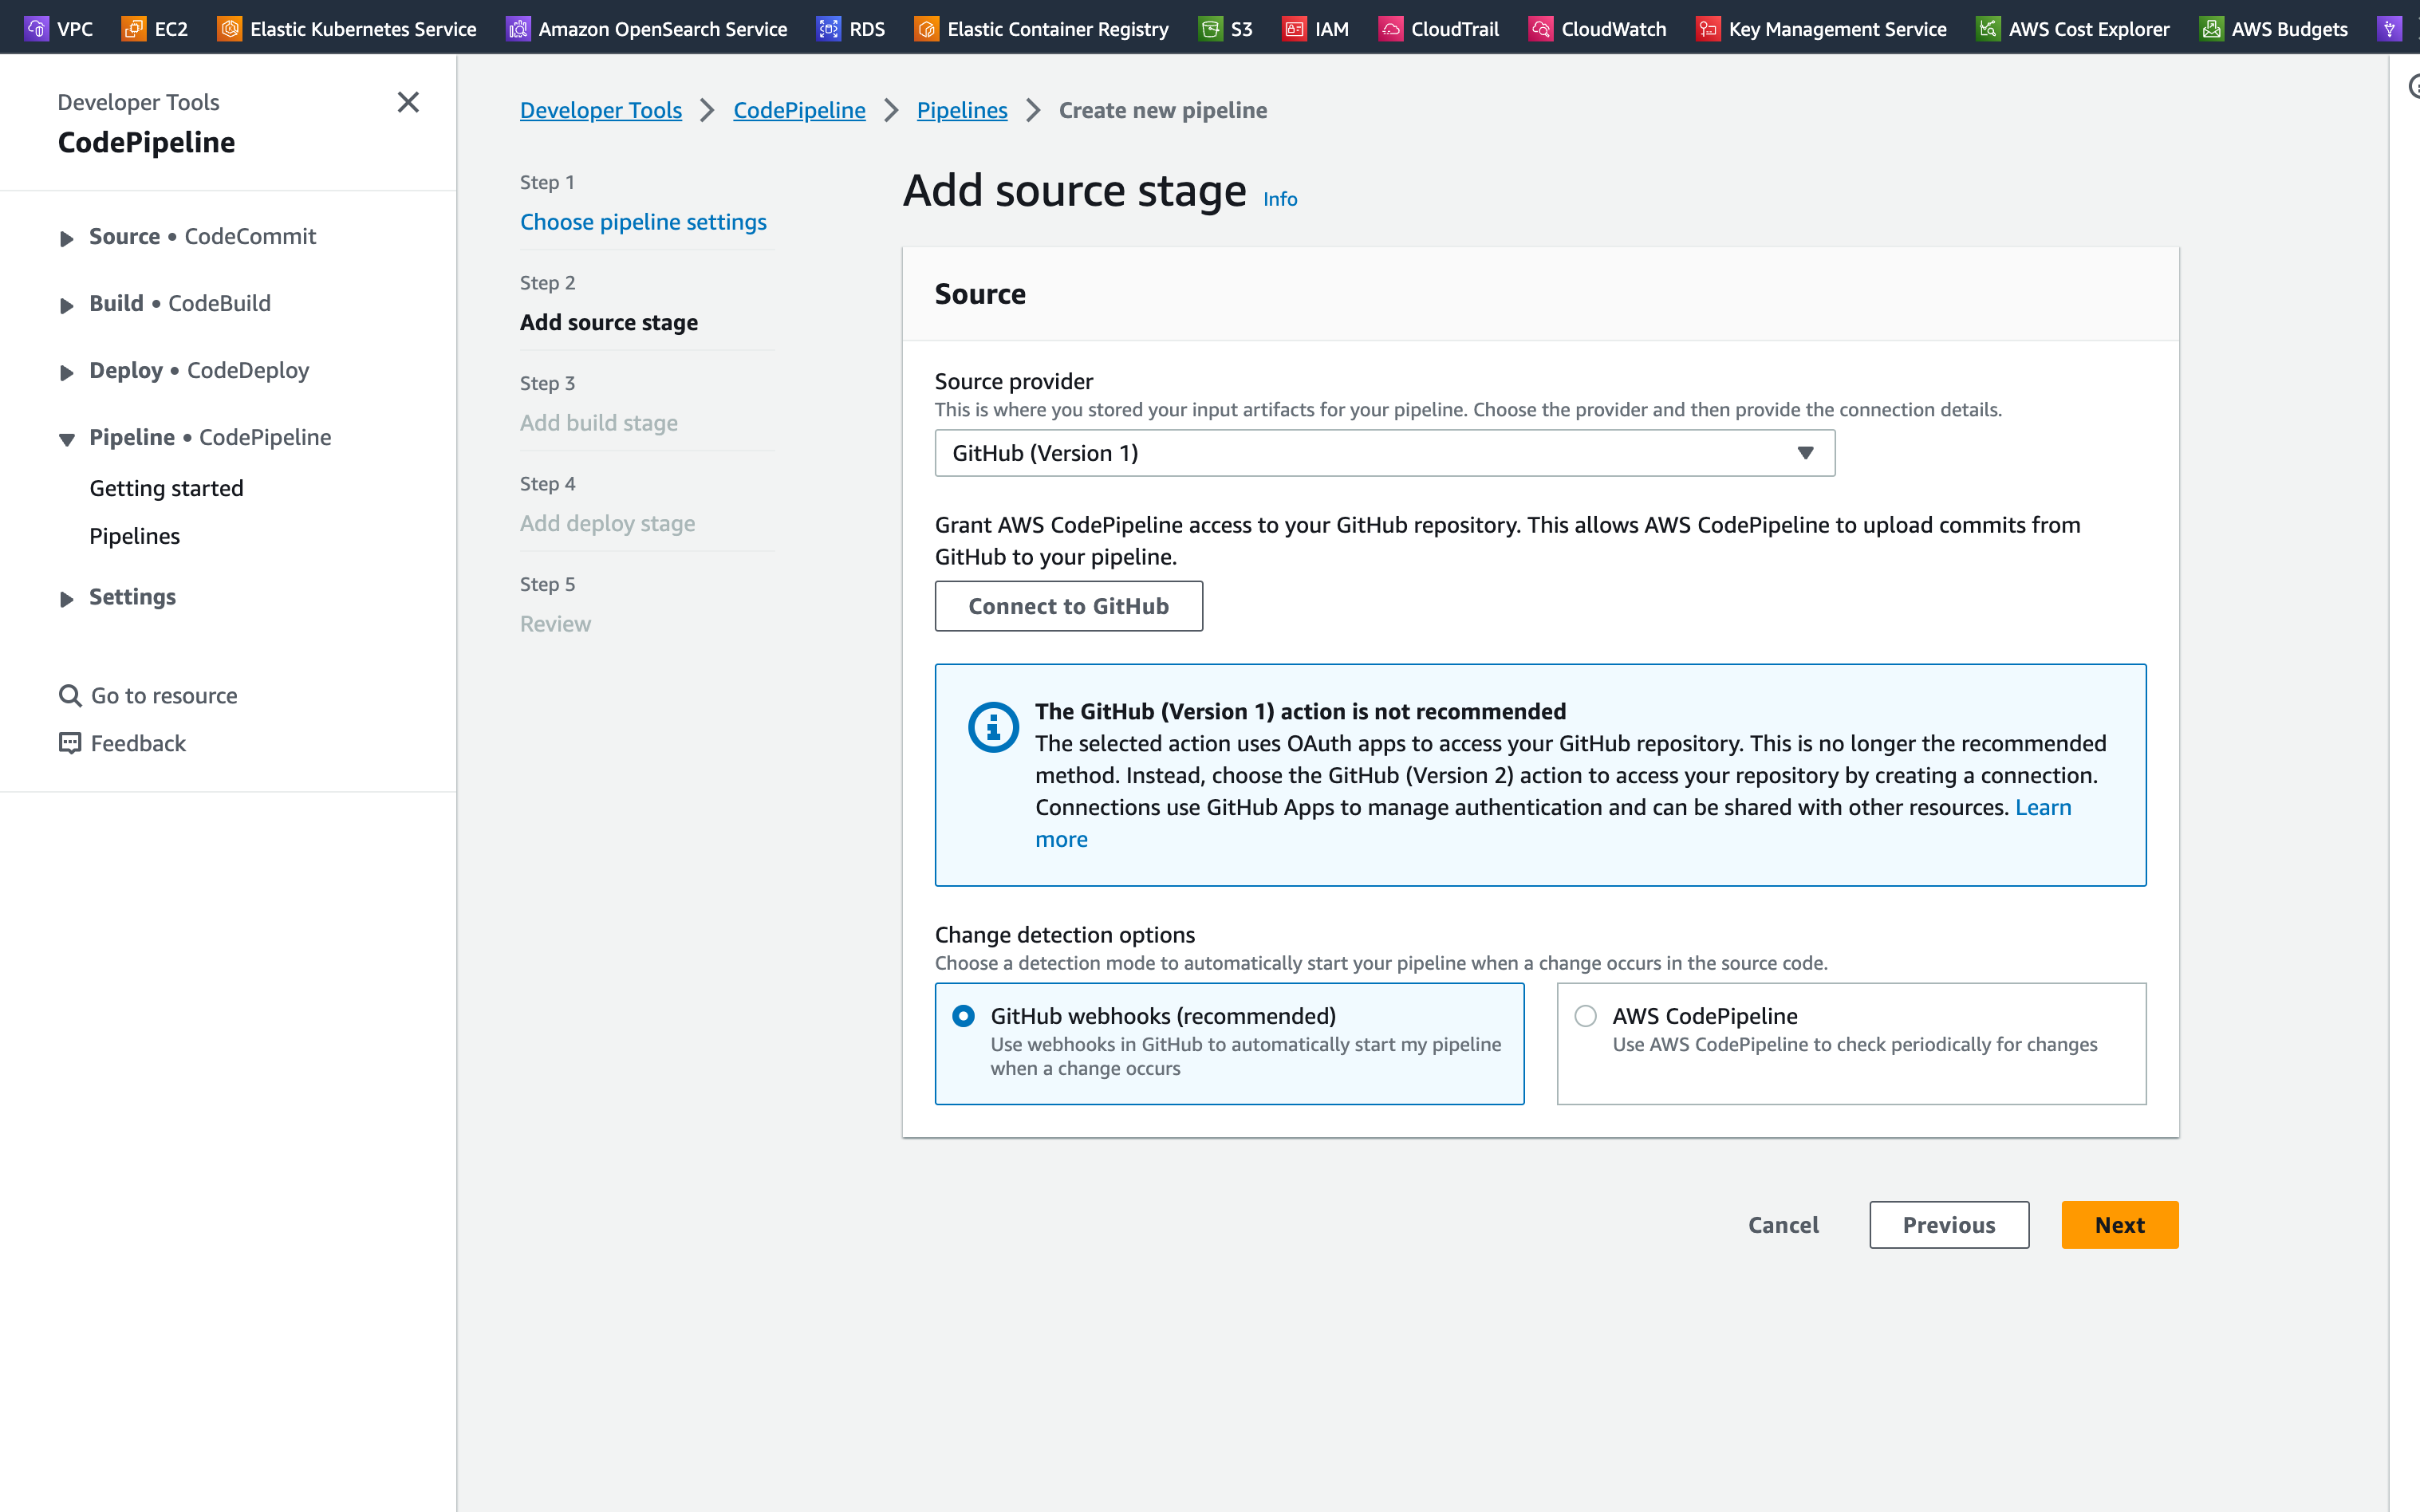 VPC EC2 Elastic Kubernetes Service Amazon OpenSearch Service RDS Elastic Container Registry S3 IAM CloudTrail CloudWatch Key Management Service AWS Cost Explorer AWS Budgets
Developer Tools
CodePipeline
Source • CodeCommit
Build • CodeBuild
Deploy • CodeDeploy
Pipeline • CodePipeline
Getting started
Pipelines
Settings
Go to resource
Feedback
Developer Tools > CodePipeline > Pipelines > Create new pipeline
Step 1
Choose pipeline settings
Step 2
Add source stage
Step 3
Add build stage
Step 4
Add deploy stage
Step 5
Review
Add source stage Info
Source
Source provider
This is where you stored your input artifacts for your pipeline. Choose the provider and then provide the connection details.
GitHub (Version 1)
Grant AWS CodePipeline access to your GitHub repository. This allows AWS CodePipeline to upload commits from
GitHub to your pipeline.
Connect to GitHub
The GitHub (Version 1) action is not recommended
The selected action uses OAuth apps to access your GitHub repository. This is no longer the recommended
method. Instead, choose the GitHub (Version 2) action to access your repository by creating a connection.
Connections use GitHub Apps to manage authentication and can be shared with other resources. Learn
more
Change detection options
Choose a detection mode to automatically start your pipeline when a change occurs in the source code.
GitHub webhooks (recommended)
Use webhooks in GitHub to automatically start my pipeline
when a change occurs
AWS CodePipeline
Use AWS CodePipeline to check periodically for changes
Cancel
Previous
Next